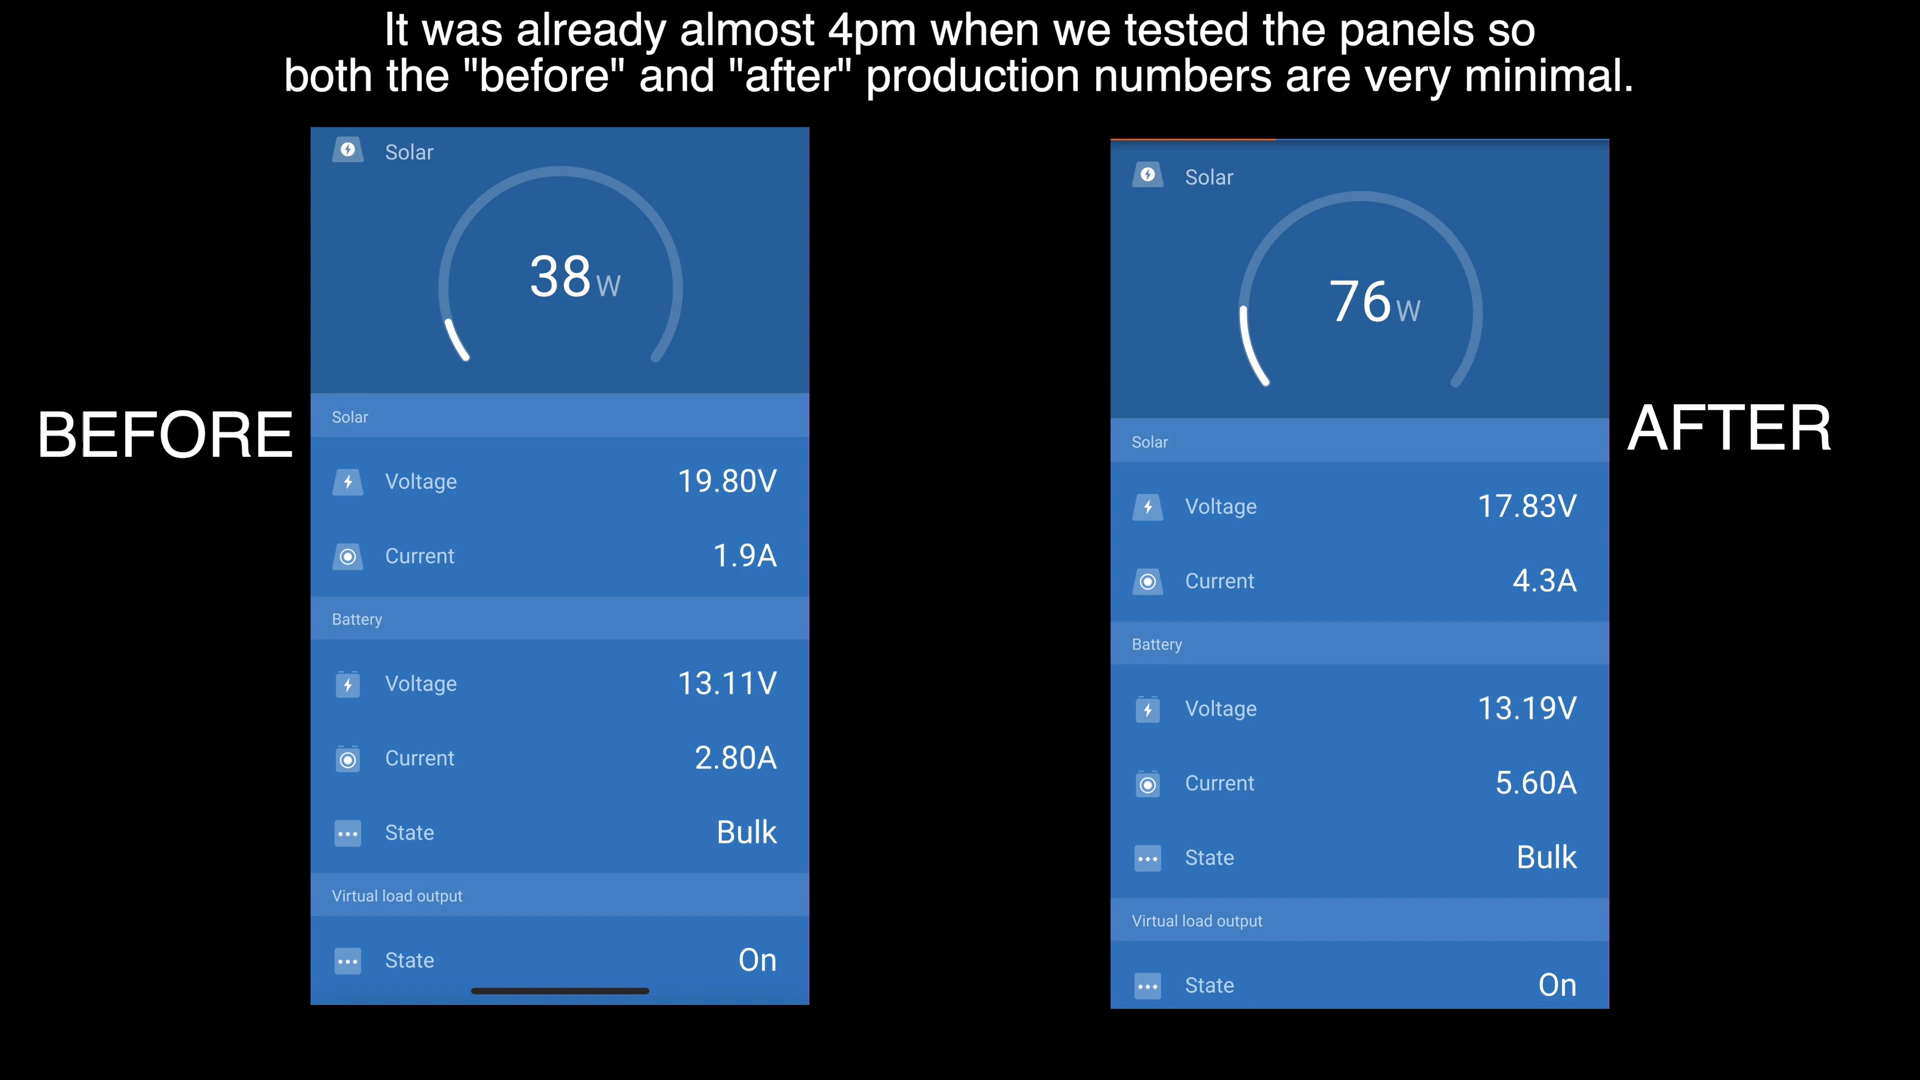 It was already almost 4pm when we tested the panels so
both the "before" and "after" production numbers are very minimal.
BEFORE
Solar
38W
Solar
Voltage 19.80V
Current 1.9A
Battery
Voltage 13.11V
Current 2.80A
State Bulk
Virtual load output
State On
AFTER
Solar
76W
Solar
Voltage 17.83V
Current 4.3A
Battery
Voltage 13.19V
Current 5.60A
State Bulk
Virtual load output
State On